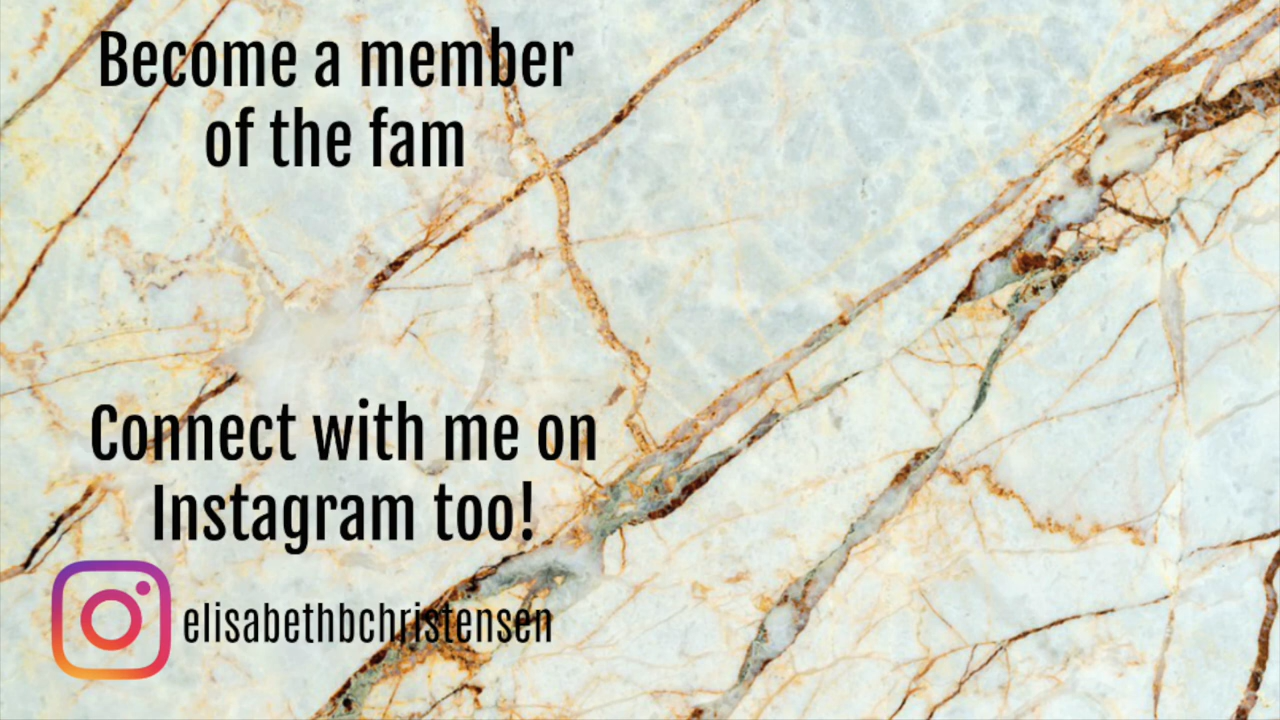 Become a member
of the fam
Connect with me on
Instagram too!
elisabethbchristensen